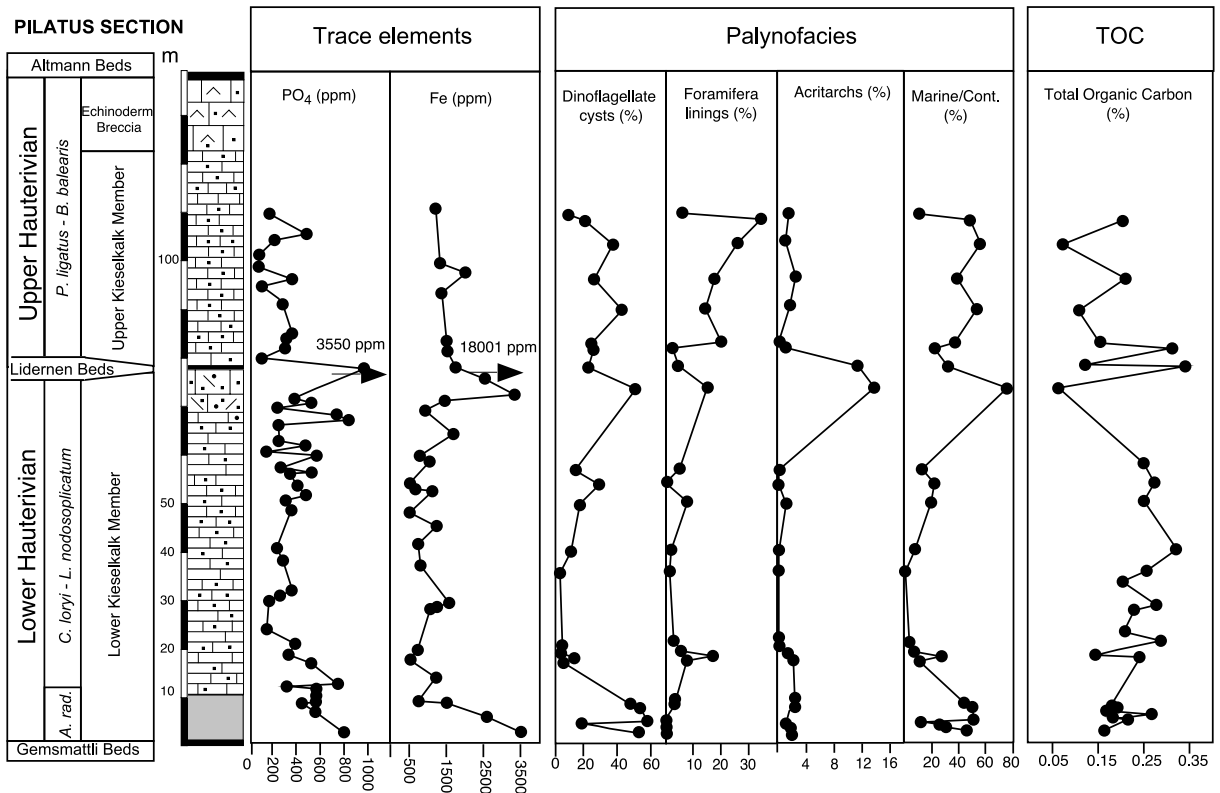 PILATUS SECTION
Trace elements
Palynofacies
TOC
m
Altmann Beds
PO4 (ppm)
Fe (ppm)
Dinoflagellate
cysts (%)
Foramifera
linings (%)
Acritarchs (%)
Marine/Cont.
(%)
Total Organic Carbon
(%)
Upper Hauterivian
P. ligatus - B. balearis
Echinoderm
Breccia
Upper Kieselkalk Member
100
3550 ppm
18001 ppm
Lidernen Beds
Lower Hauterivian
C. loryi - L. nodosoplicatum
Lower Kieselkalk Member
50
40
30
20
10
A. rad.
Gemsmattli Beds
0 200 400 600 800 1000
500 1500 2500 3500
0 20 40 60
0 10 20 30
0 4 8 12 16
20 40 60 80
0.05 0.15 0.25 0.35